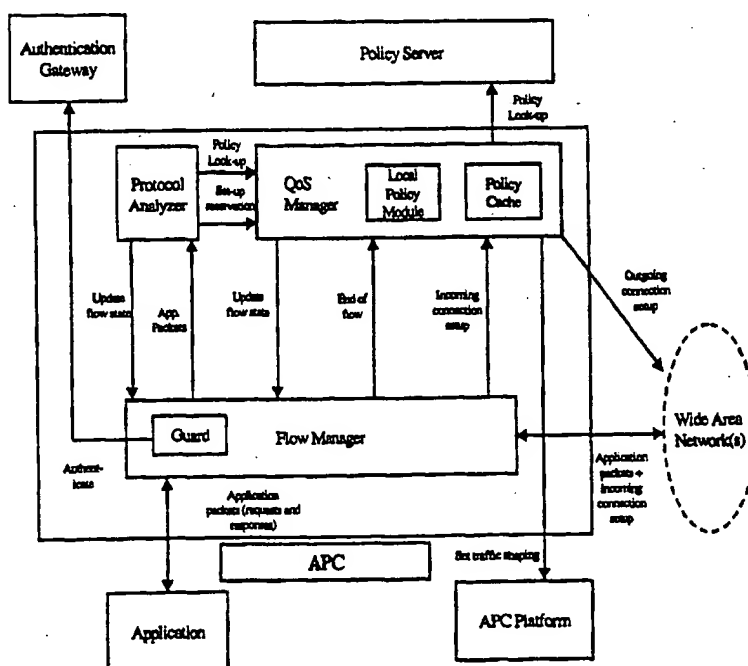 Authentication
Gateway
Policy Server
Policy
Look-up
Protocol
Analyzer
Policy
Look-up
Set-up
reservation
QoS
Manager
Local
Policy
Module
Policy
Cache
Update
flow state
App.
Packets
Update
flow state
End of
flow
Incoming
connection
setup
Outgoing
connection
setup
Guard
Flow Manager
Wide Area
Network(s)
Authent-
icate
Application
packets (requests and
responses)
Application
packets +
incoming
connection
setup
APC
Set traffic shaping
Application
APC Platform